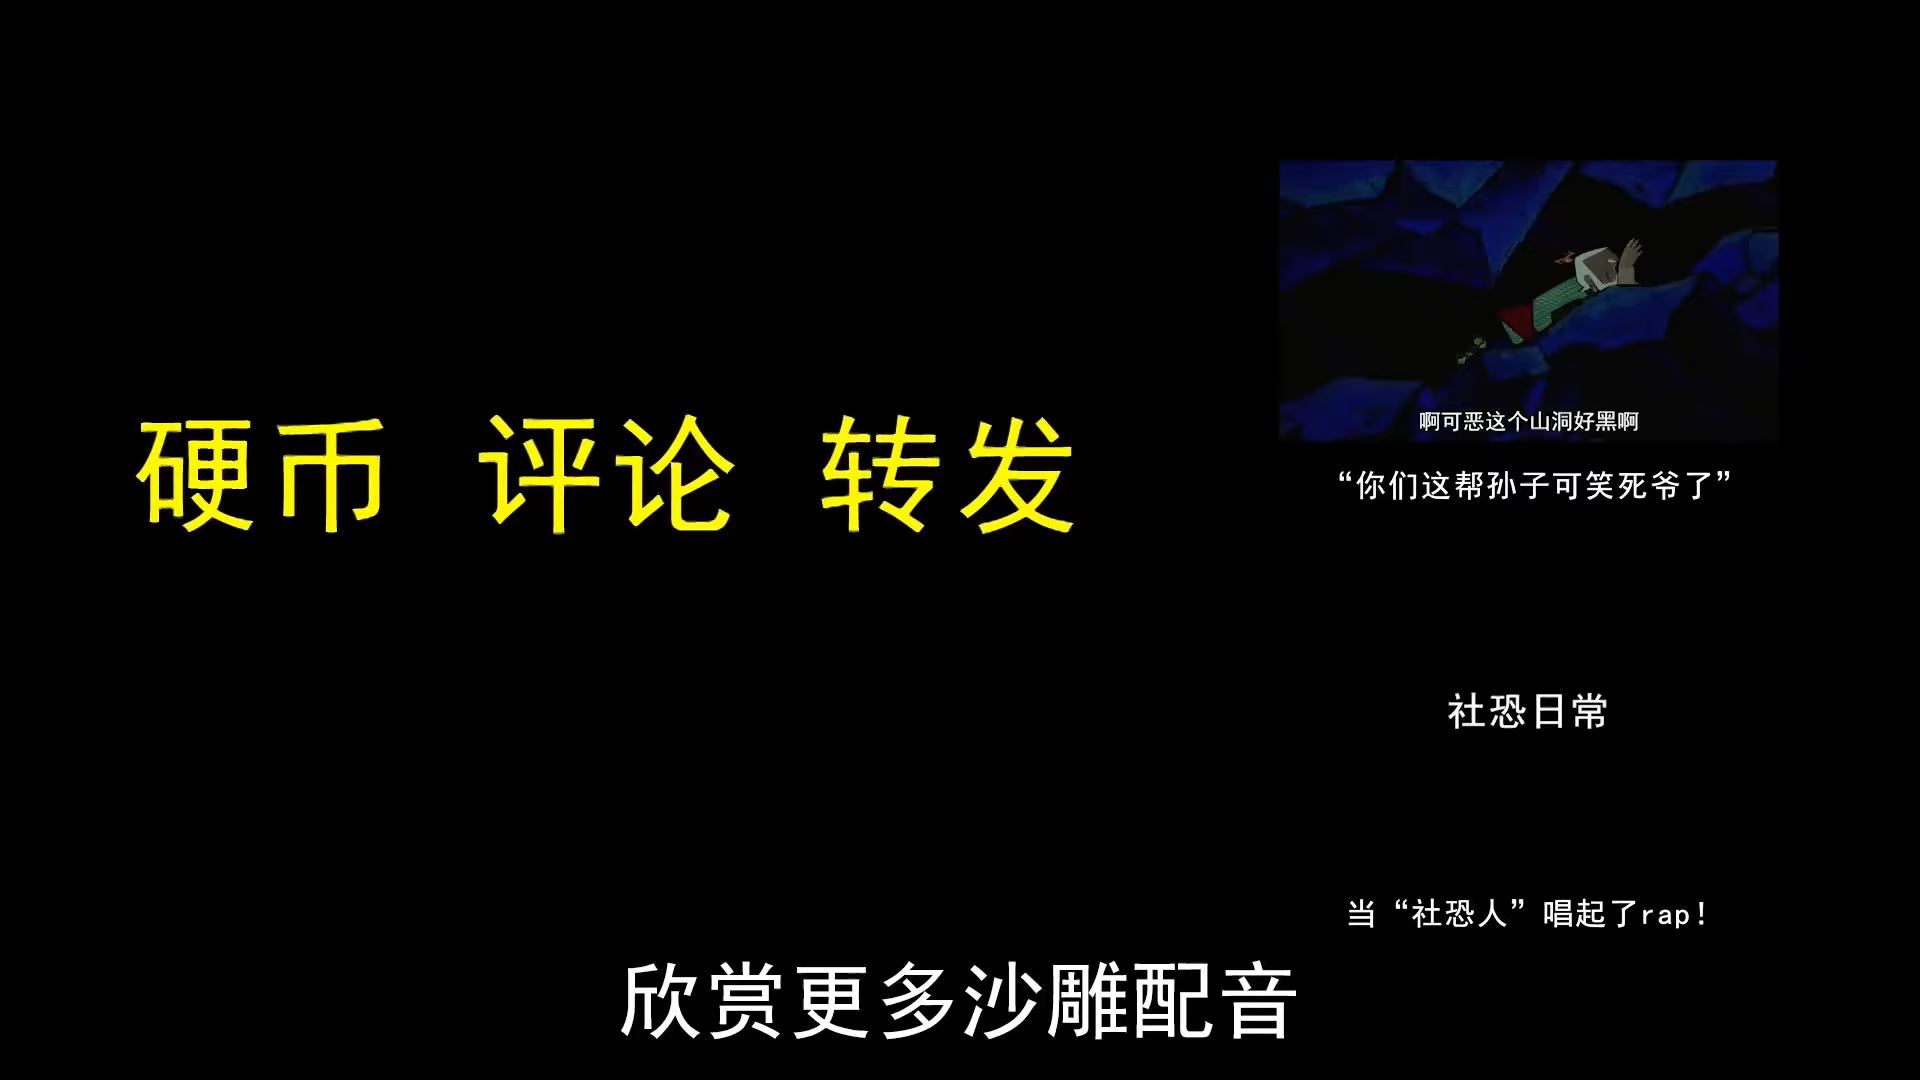 硬币 评论 转发
啊可恶这个山洞好黑啊
“你们这帮孙子可笑死爷了”
社恐日常
当“社恐人”唱起了rap!
欣赏更多沙雕配音